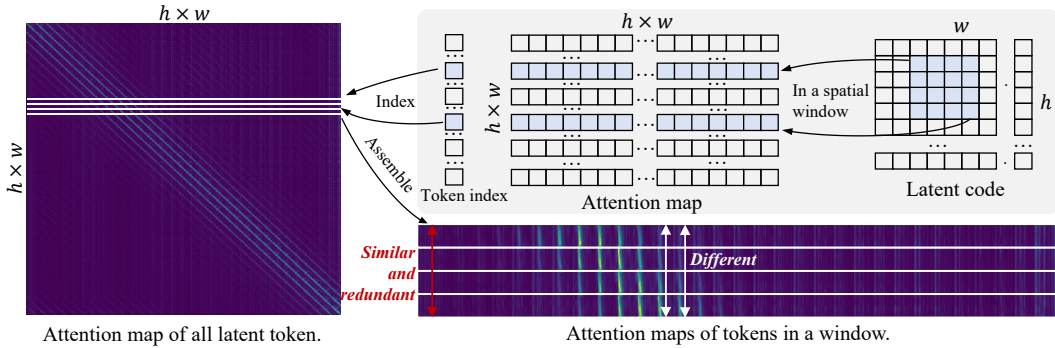 h × w
h × w
Attention map of all latent token.
Index
Assemble
h × w
h × w
...
...
...
...
Token index
Attention map
In a spatial
window
w
h
...
Latent code
Similar
and
redundant
Different
Attention maps of tokens in a window.